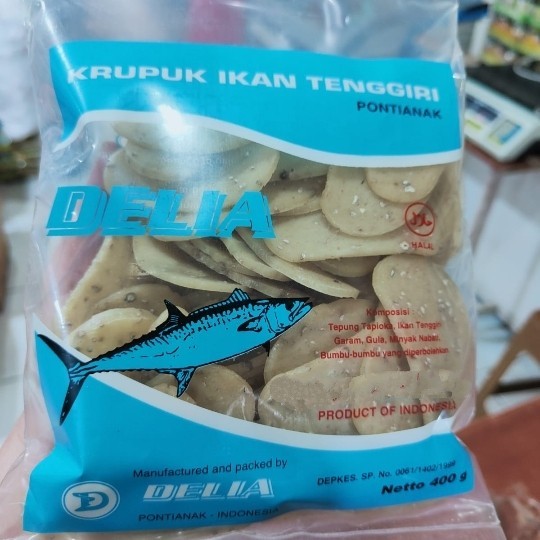 KRUPUK IKAN TENGGIRI
PONTIANAK
DELIA
HALAL
Komposisi
Tepung Tapioka, Ikan Tenggiri
Garam, Gula, Minyak Nabati,
Bumbu-bumbu yang diperbolehkan
PRODUCT OF INDONESIA
Manufactured and packed by
D DELIA
PONTIANAK - INDONESIA
DEPKES. SP. No. 0061/1402/1996
Netto 400 g